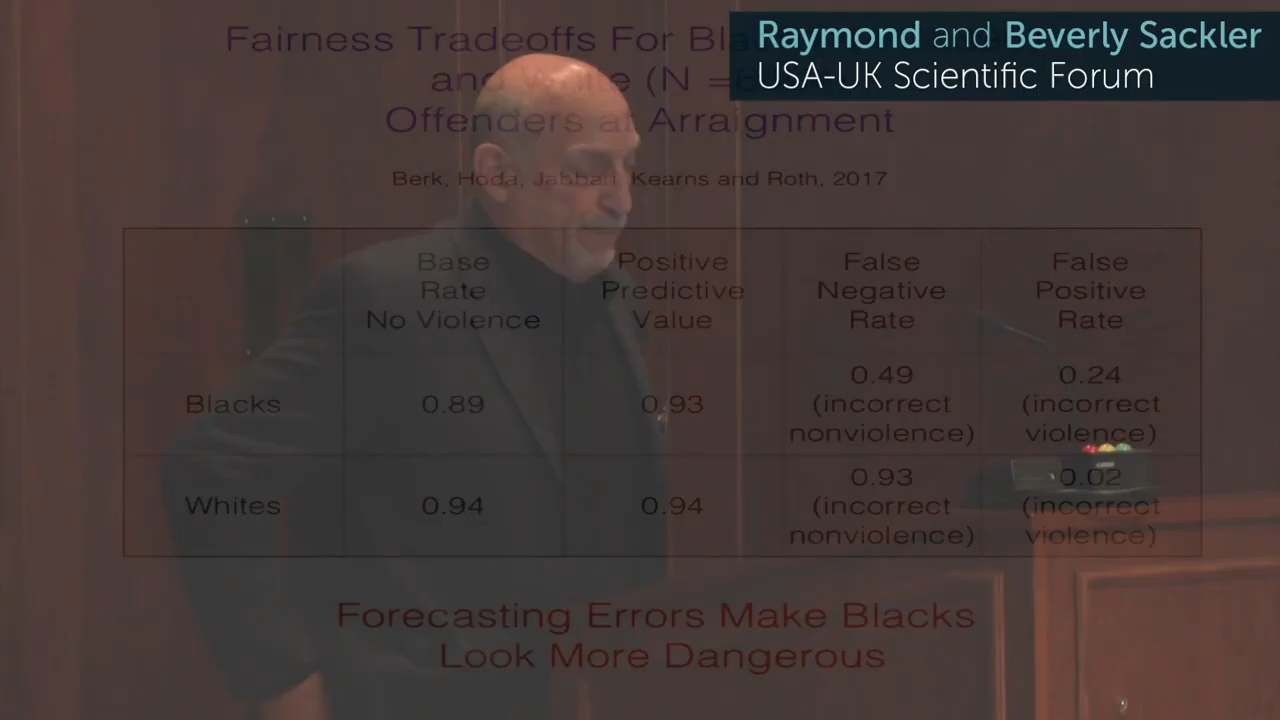 Raymond and Beverly Sackler
USA-UK Scientific Forum
Fairness Tradeoffs For
(N =
Offenders at Arraignment
Berk, Hoda, Jabbari, Kearns and Roth, 2017
Base
Rate
No Violence
Positive
Predictive
Value
False
Negative
Rate
False
Positive
Rate
Blacks
0.89
0.93
0.49
(incorrect
nonviolence)
0.24
(incorrect
violence)
Whites
0.94
0.94
0.93
(incorrect
nonviolence)
0.02
(incorrect
violence)
Forecasting Errors Make Blacks
Look More Dangerous